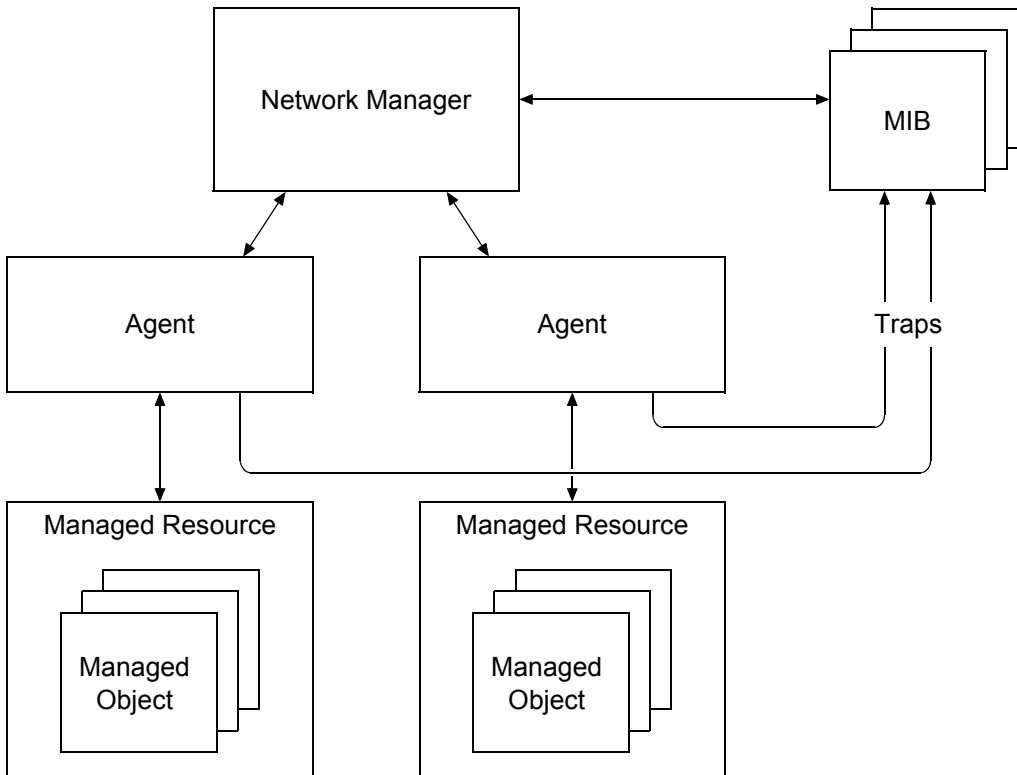 Network Manager
MIB
Agent
Agent
Traps
Managed Resource
Managed
Object
Managed Resource
Managed
Object